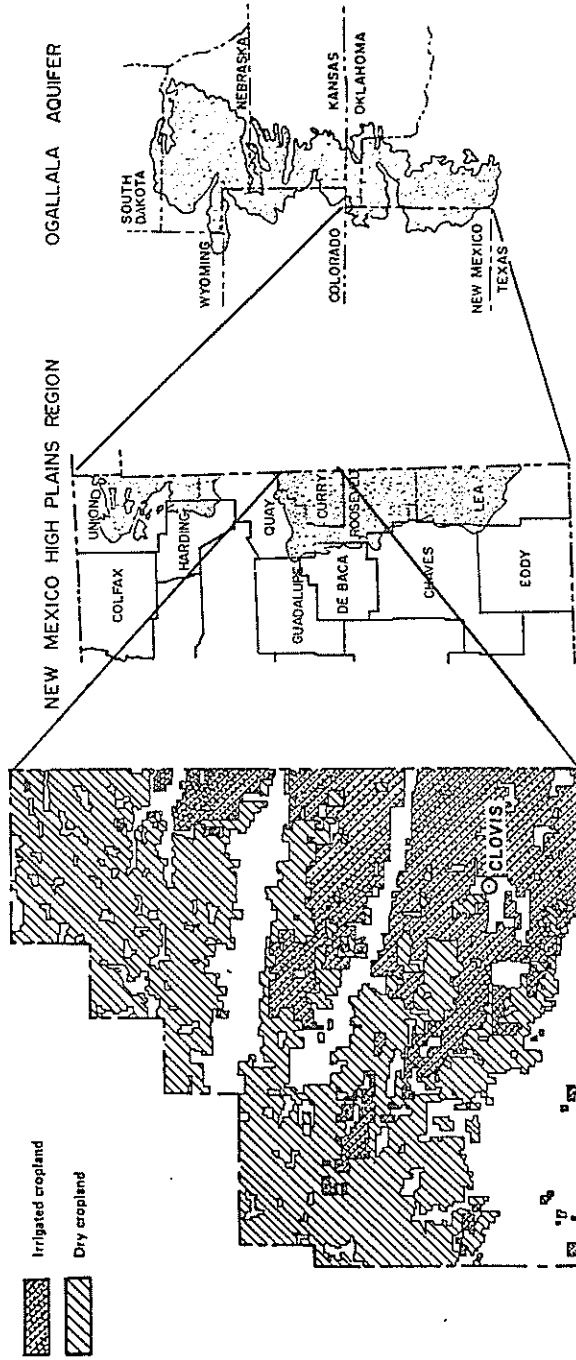 OGALLALA AQUIFER
SOUTH
DAKOTA
WYOMING
NEBRASKA
COLORADO
KANSAS
OKLAHOMA
NEW MEXICO
TEXAS
NEW MEXICO HIGH PLAINS REGION
UNION
COLFAX
HARDING
QUAY
GUADALUPE
CURRY
DE BACA
ROOSEVELT
CHAVES
LEA
EDDY
Irrigated cropland
Dry cropland
CLOVIS